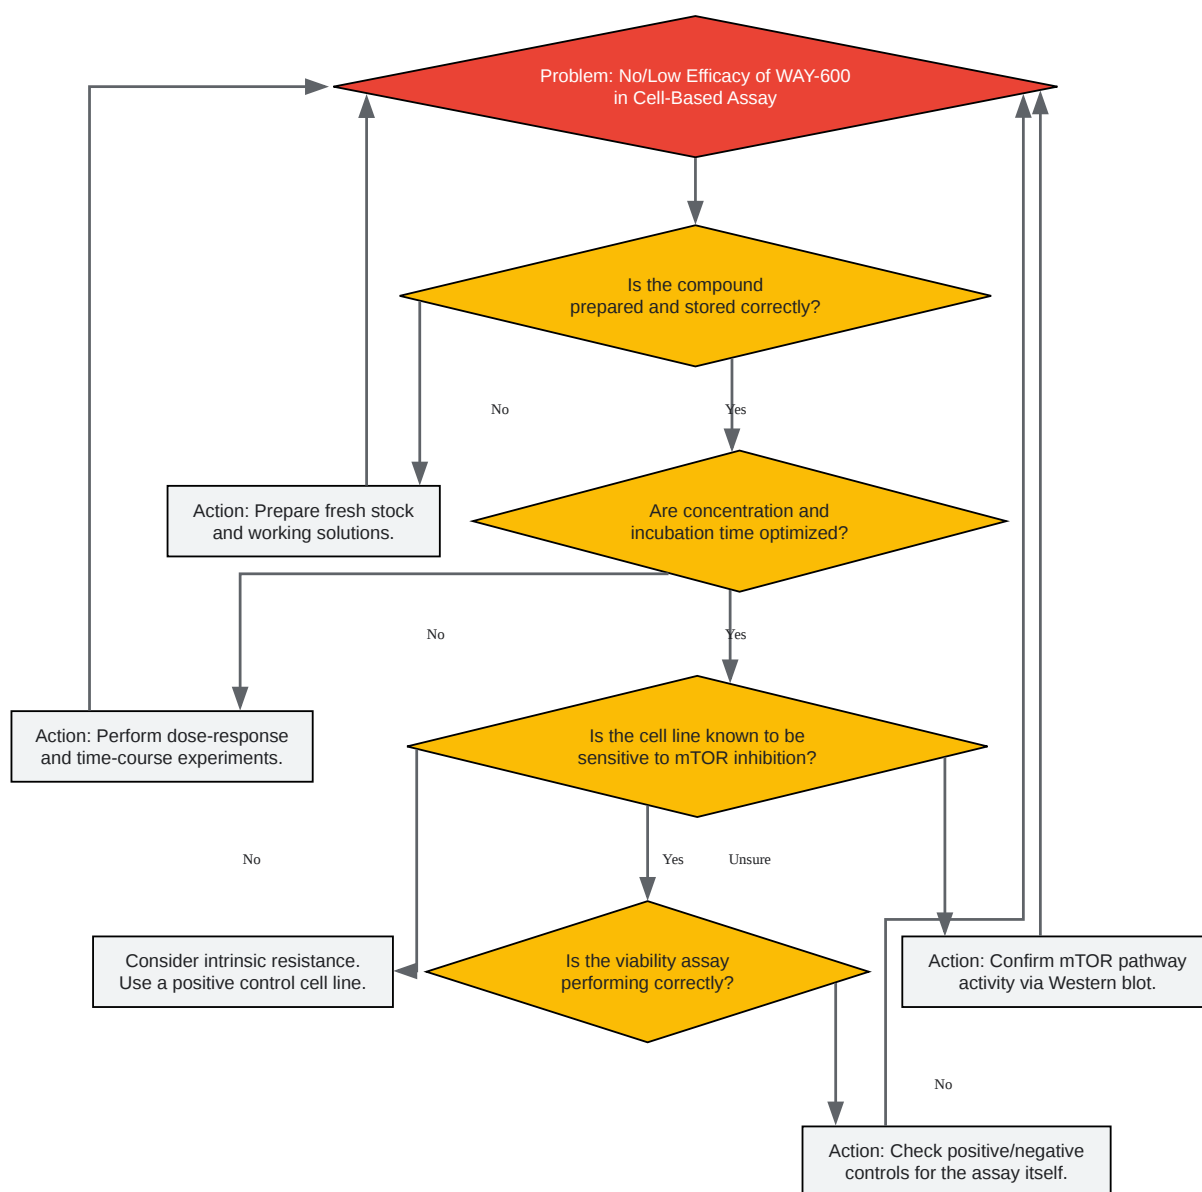 Problem: No/Low Efficacy of WAY-600
in Cell-Based Assay
Is the compound
prepared and stored correctly?
No
Yes
Action: Prepare fresh stock
and working solutions.
Are concentration and
incubation time optimized?
No
Yes
Action: Perform dose-response
and time-course experiments.
Is the cell line known to be
sensitive to mTOR inhibition?
No
Yes
Unsure
Consider intrinsic resistance.
Use a positive control cell line.
Is the viability assay
performing correctly?
Action: Confirm mTOR pathway
activity via Western blot.
No
Action: Check positive/negative
controls for the assay itself.